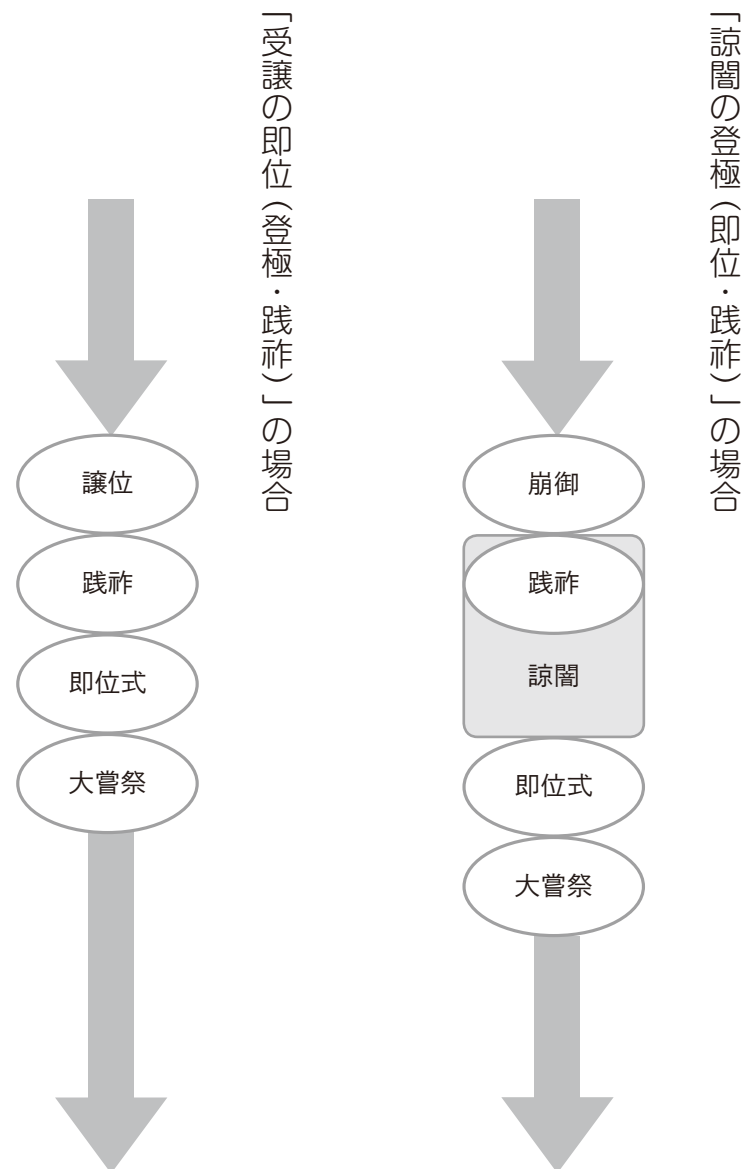 「諒闇の登極(即位・践祚)」の場合
崩御
践祚
諒闇
即位式
大嘗祭
「受譲の即位(登極・践祚)」の場合
譲位
践祚
即位式
大嘗祭